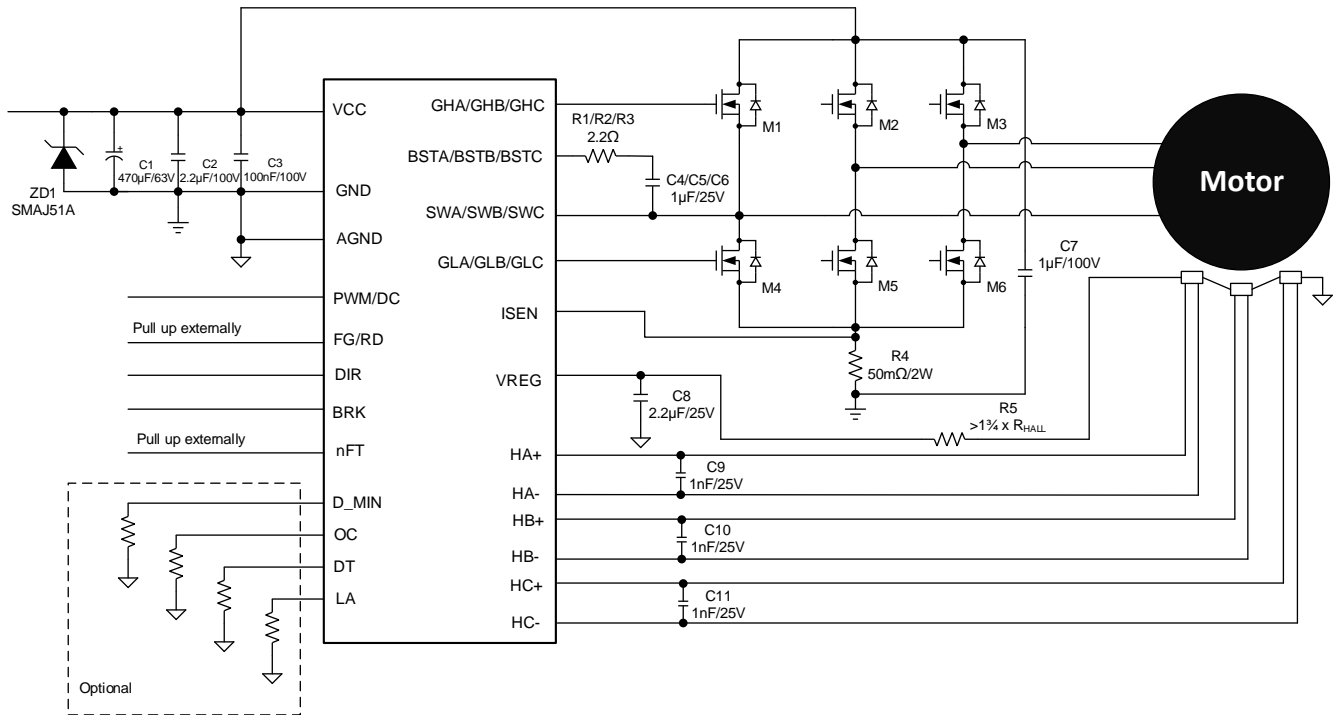 VCC
GHA/GHB/GHC
M1
M2
M3
R1/R2/R3
2.2Ω
BSTA/BSTB/BSTC
+
C1
470µF/63V
C2
2.2µF/100V
C3
100nF/100V
ZD1
SMAJ51A
GND
C4/C5/C6
1µF/25V
Motor
SWA/SWB/SWC
AGND
GLA/GLB/GLC
M4
M5
M6
C7
1µF/100V
PWM/DC
ISEN
Pull up externally
FG/RD
R4
50mΩ/2W
DIR
VREG
C8
2.2µF/25V
BRK
R5
>1¾ x RHALL
Pull up externally
nFT
HA+
C9
1nF/25V
HA-
D_MIN
HB+
OC
C10
1nF/25V
HB-
DT
HC+
LA
C11
1nF/25V
HC-
Optional